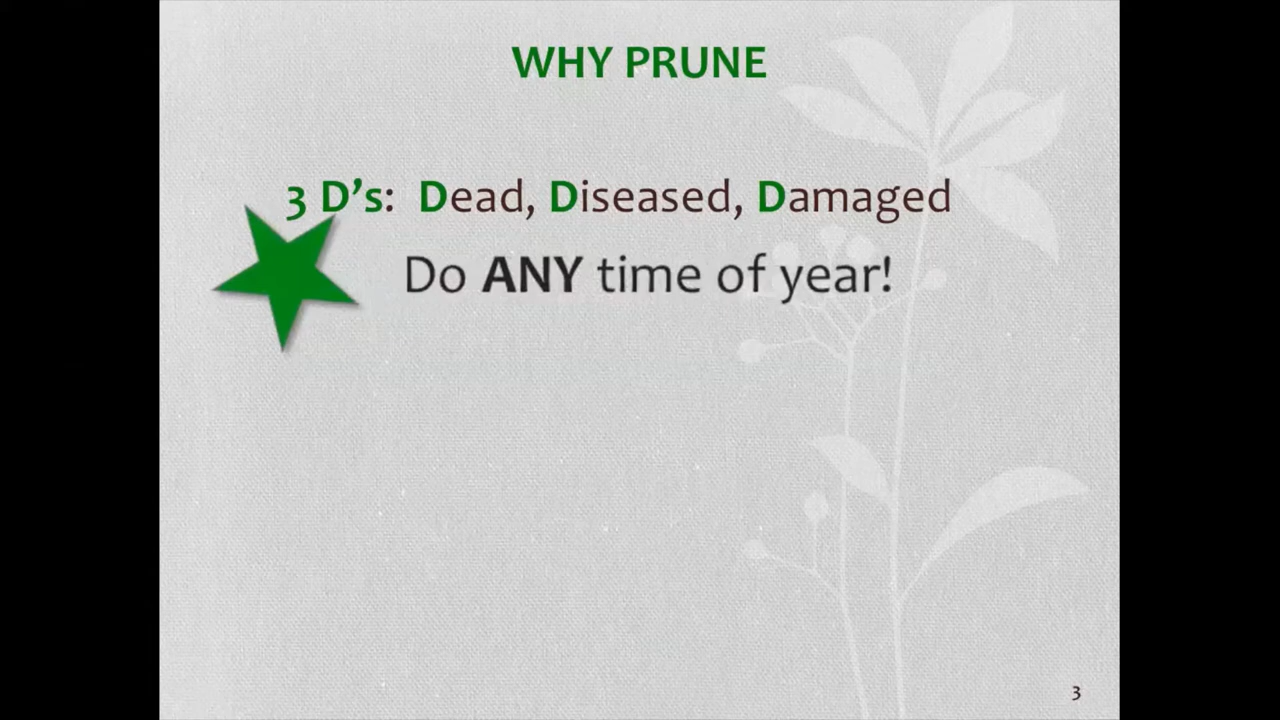 WHY PRUNE
3 D’s:  Dead, Diseased, Damaged
Do ANY time of year!
3